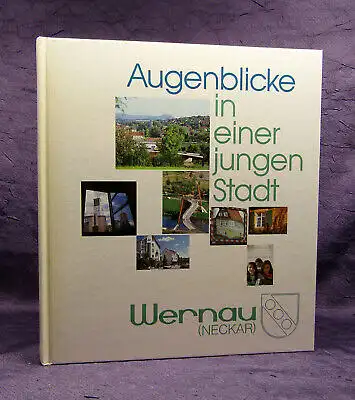 Augenblicke
in
einer
jungen
Stadt
Wernau
(NECKAR)